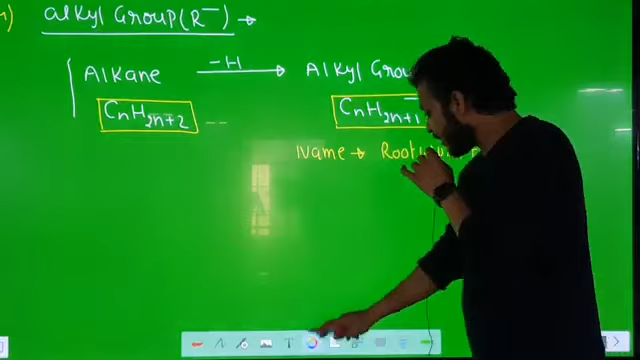 Alkyl Group (R⁻) →
Alkane —H→ Alkyl Grou
CnH2n+2 -- CnH2n+1⁻
Name → Root